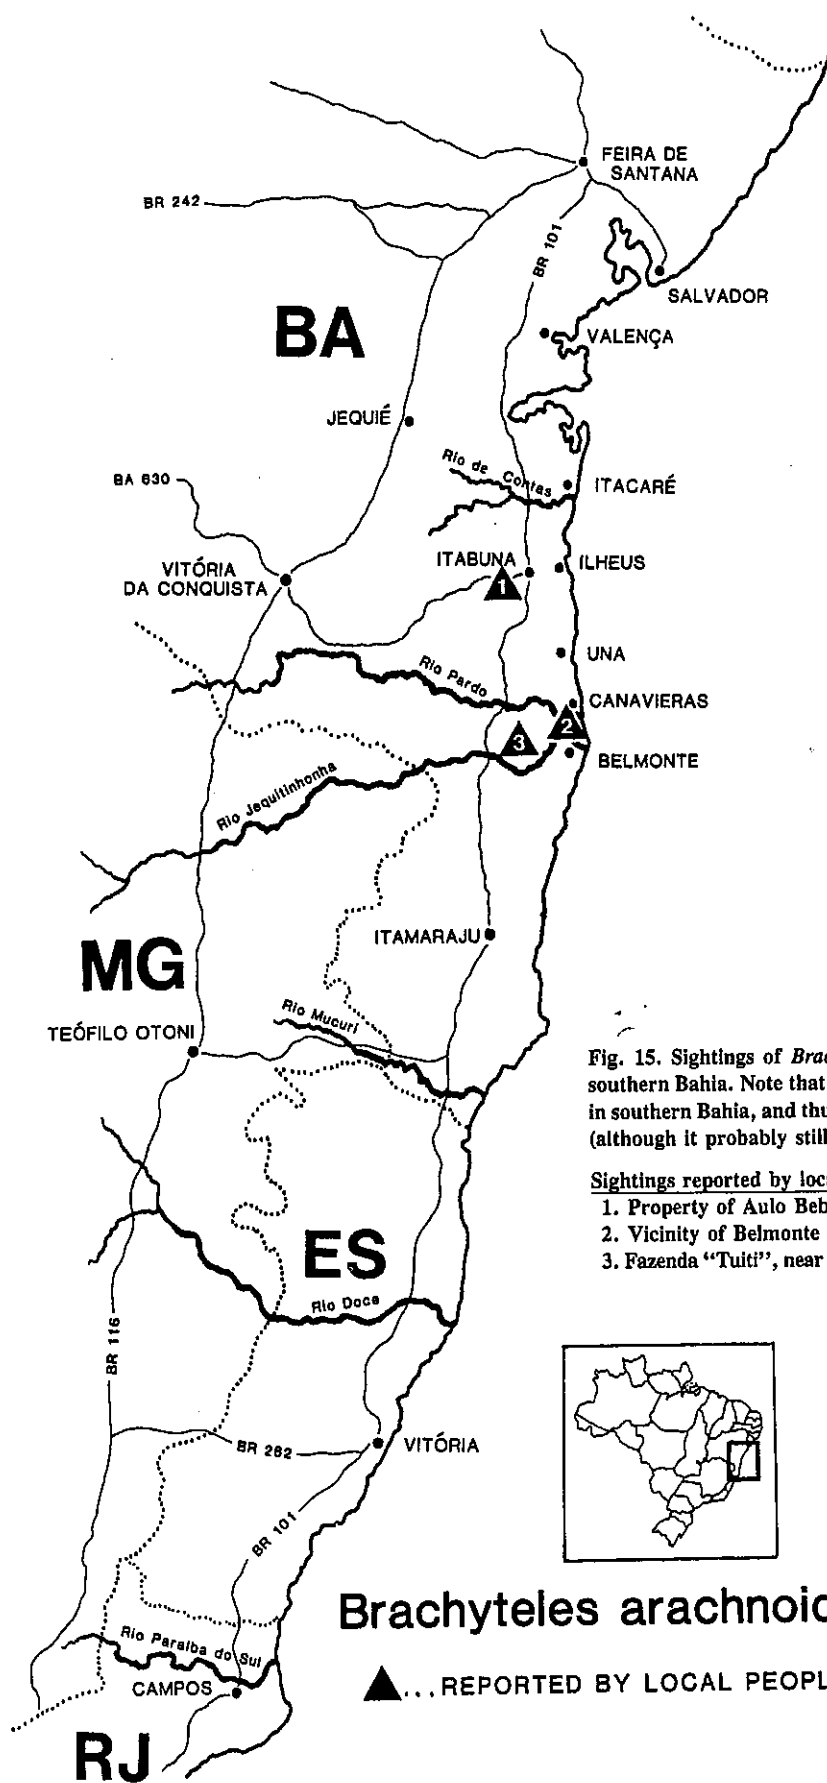 FEIRA DE
SANTANA
BR 242
BR 101
SALVADOR
BA
VALENÇA
JEQUIÉ
Rio de Contas
ITACARÉ
BA 630
VITÓRIA
DA CONQUISTA
ITABUNA
ILHEUS
1
UNA
Rio Pardo
CANAVIERAS
2
3
BELMONTE
Rio Jequitinhonha
ITAMARAJU
MG
Rio Mucuri
TEÓFILO OTONI
Fig. 15. Sightings of Brac
southern Bahia. Note that
in southern Bahia, and thu
(although it probably still
Sightings reported by loc
1. Property of Aulo Beb
2. Vicinity of Belmonte
3. Fazenda “Tuiti”, near
ES
Rio Doce
BR 116
BR 262
VITÓRIA
BR 101
Brachyteles arachnoid
Rio Paraíba do Sul
▲...REPORTED BY LOCAL PEOPL
CAMPOS
RJ